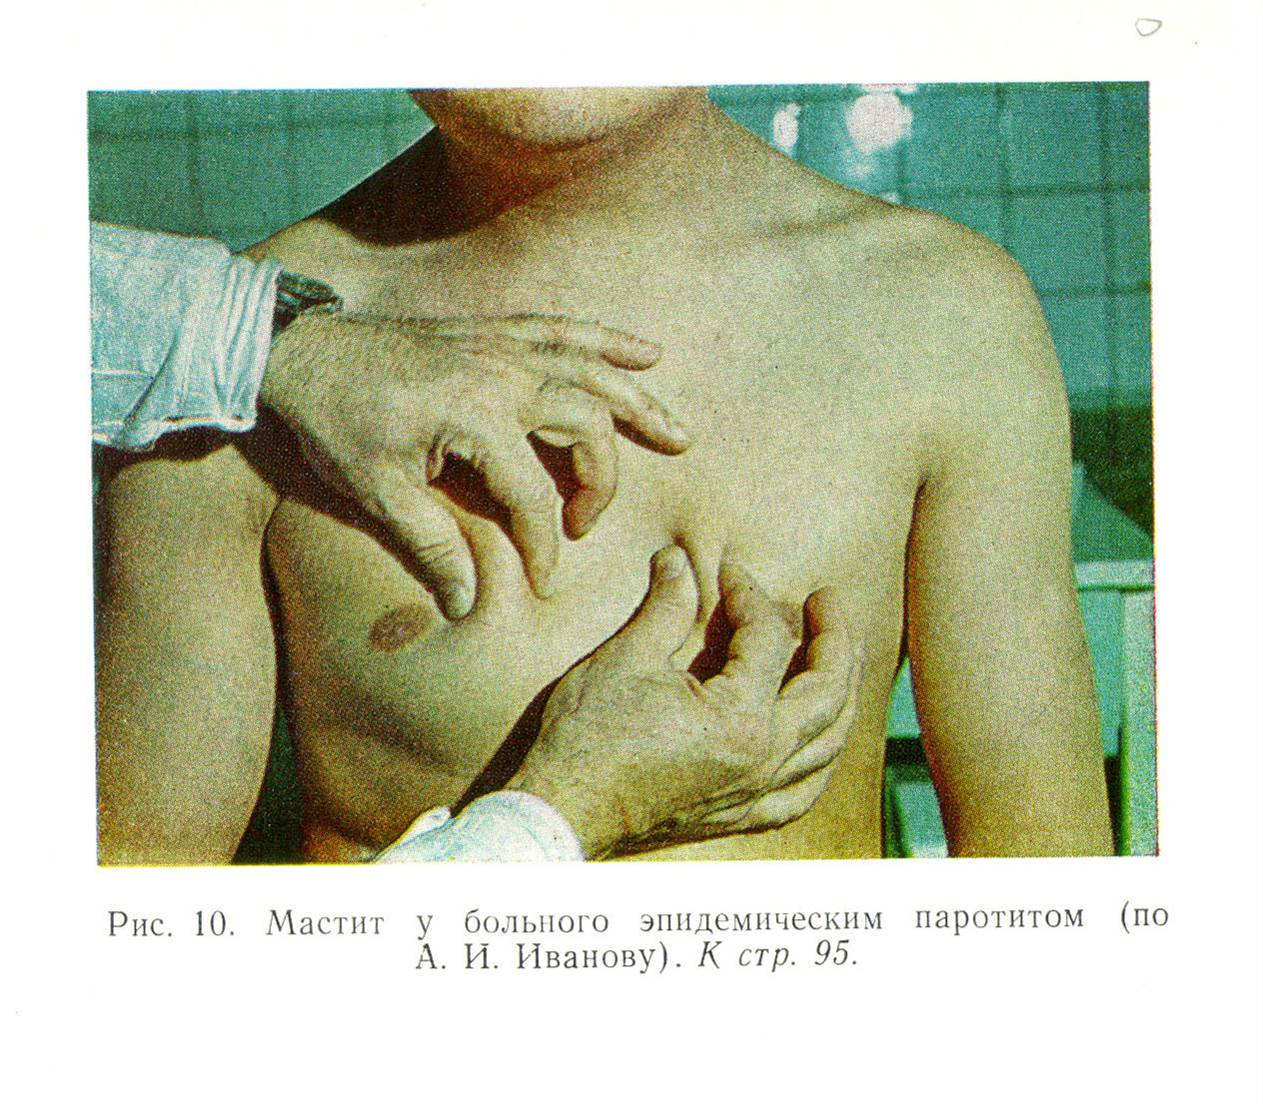 Рис. 10. Мастит у больного эпидемическим паротитом (по
А. И. Иванову). К стр. 95.